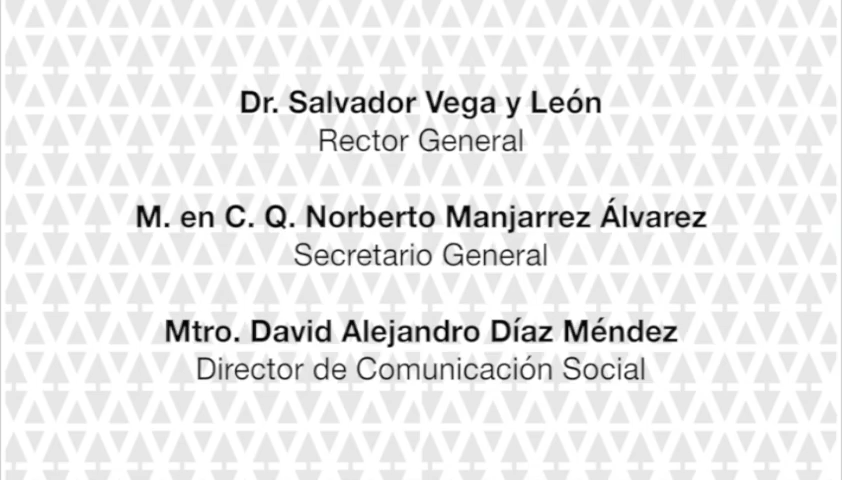 Dr. Salvador Vega y León
Rector General
M. en C. Q. Norberto Manjarrez Álvarez
Secretario General
Mtro. David Alejandro Díaz Méndez
Director de Comunicación Social